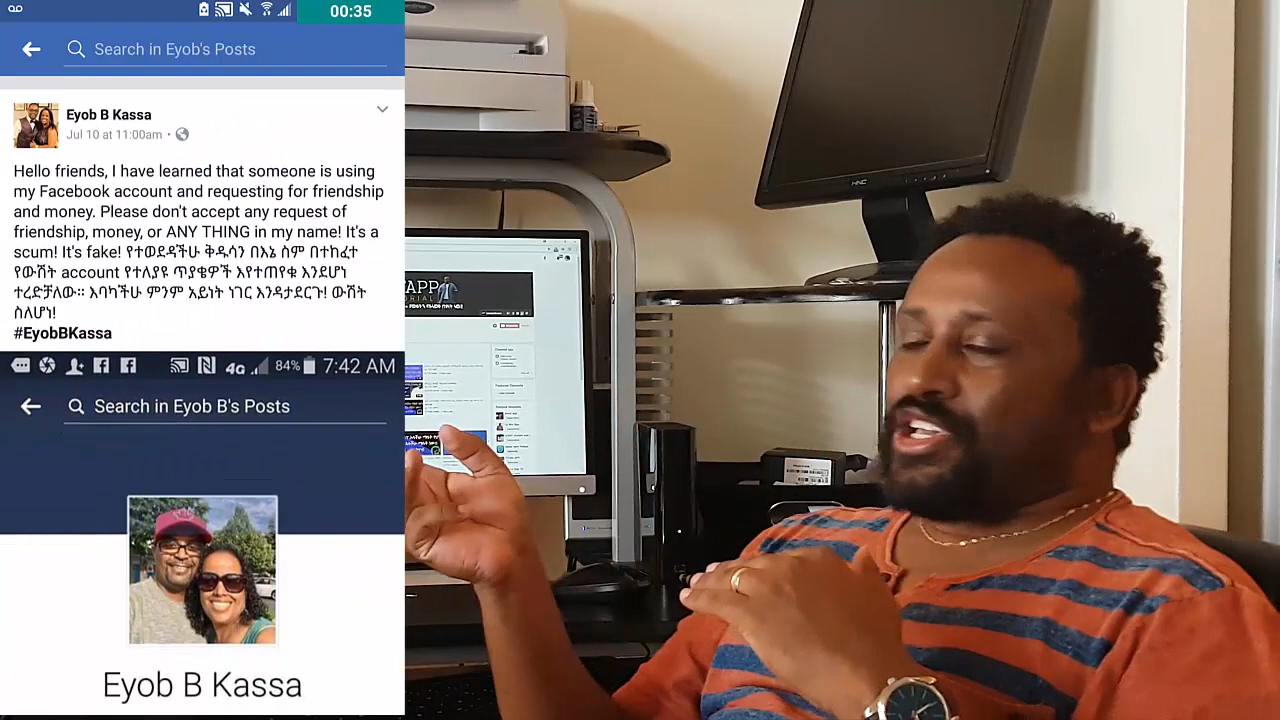 00:35
Search in Eyob's Posts
Eyob B Kassa
Jul 10 at 11:00am
Hello friends, I have learned that someone is using
my Facebook account and requesting for friendship
and money. Please don't accept any request of
friendship, money, or ANY THING in my name! It's a
scum! It's fake! የተወደዳችሁ ቅዱሳን በእኔ ስም በተከፈተ
የውሸት account የተለያዩ ጥያቄዎች እየተጠየቁ እንደሆነ
ተረድቻለው። እባካችሁ ምንም አይነት ነገር እንዳታደርጉ! ውሸት
ስለሆነ!
#EyobBKassa
4G 84% 7:42 AM
Search in Eyob B's Posts
Eyob B Kassa
HNC
APP